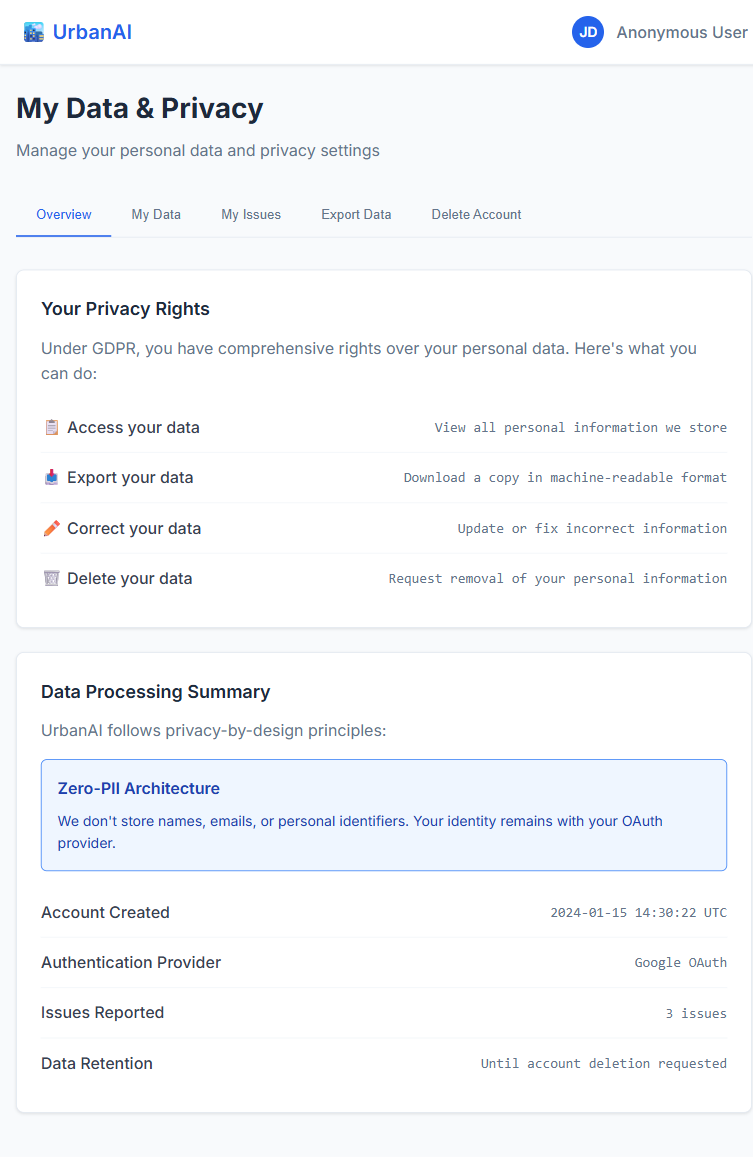 UrbanAI
JD Anonymous User
My Data & Privacy
Manage your personal data and privacy settings
Overview My Data My Issues Export Data Delete Account
Your Privacy Rights
Under GDPR, you have comprehensive rights over your personal data. Here's what you
can do:
Access your data View all personal information we store
Export your data Download a copy in machine-readable format
Correct your data Update or fix incorrect information
Delete your data Request removal of your personal information
Data Processing Summary
UrbanAI follows privacy-by-design principles:
Zero-PII Architecture
We don't store names, emails, or personal identifiers. Your identity remains with your OAuth
provider.
Account Created 2024-01-15 14:30:22 UTC
Authentication Provider Google OAuth
Issues Reported 3 issues
Data Retention Until account deletion requested